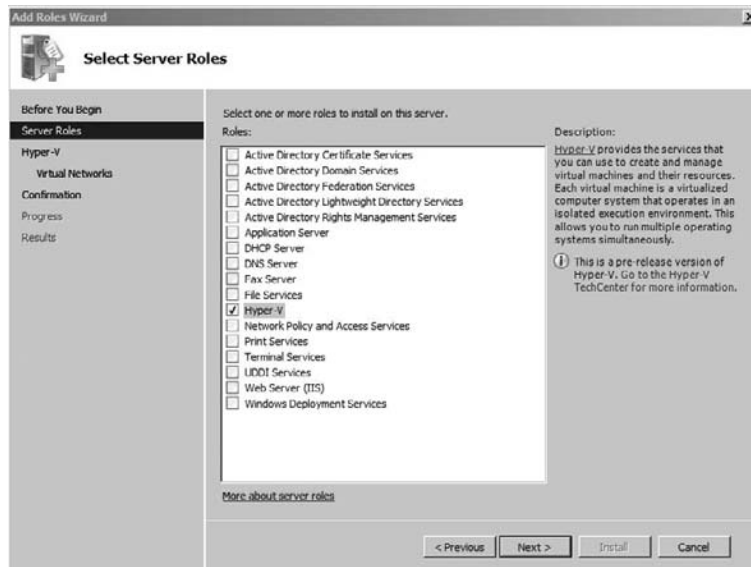 Add Roles Wizard
Select Server Roles
Before You Begin
Server Roles
Hyper-V
Virtual Networks
Confirmation
Progress
Results
Select one or more roles to install on this server.
Roles:
Active Directory Certificate Services
Active Directory Domain Services
Active Directory Federation Services
Active Directory Lightweight Directory Services
Active Directory Rights Management Services
Application Server
DHCP Server
DNS Server
Fax Server
File Services
Hyper-V
Network Policy and Access Services
Print Services
Terminal Services
UDDI Services
Web Server (IIS)
Windows Deployment Services
More about server roles
Description:
Hyper-V provides the services that
you can use to create and manage
virtual machines and their resources.
Each virtual machine is a virtualized
computer system that operates in an
isolated execution environment. This
allows you to run multiple operating
systems simultaneously.
This is a pre-release version of
Hyper-V. Go to the Hyper-V
TechCenter for more information.
< Previous
Next >
Install
Cancel